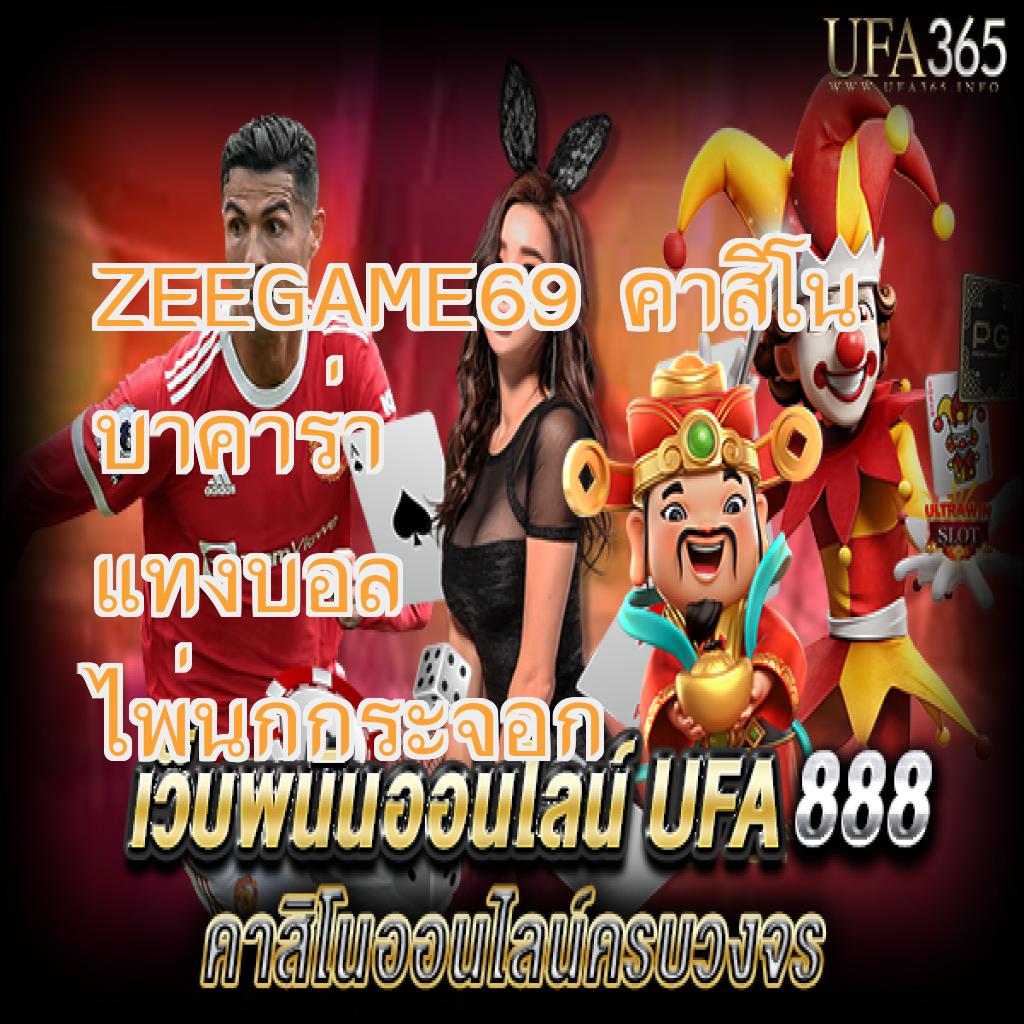 UFA365
WWW.UFA365.INFO
ZEEGAME69 คาสิโน
บาคาร่า
แทงบอล
ไพ่นกกระจอก
PG
ULTRAWIN
SLOT
เว็บพนันออนไลน์ UFA 888
คาสิโนออนไลน์ครบวงจร